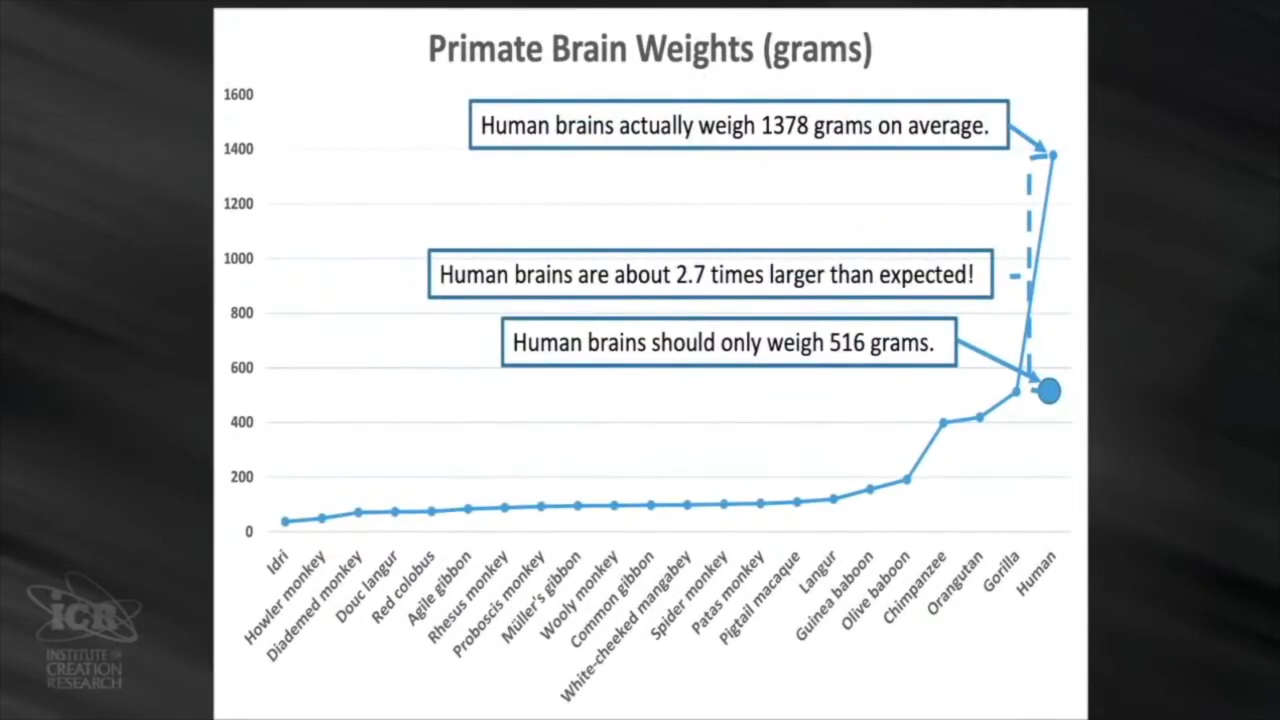 Primate Brain Weights (grams)
1600
1400
1200
1000
800
600
400
200
0
Human brains actually weigh 1378 grams on average.
Human brains are about 2.7 times larger than expected!
Human brains should only weigh 516 grams.
Idri
Howler monkey
Diademed monkey
Douc langur
Red colobus
Agile gibbon
Rhesus monkey
Proboscis monkey
Müller's gibbon
Wooly monkey
Common gibbon
White-cheeked mangabey
Spider monkey
Patas monkey
Pigtail macaque
Langur
Guinea baboon
Olive baboon
Chimpanzee
Orangutan
Gorilla
Human
iCR
INSTITUTE OF
CREATION
RESEARCH